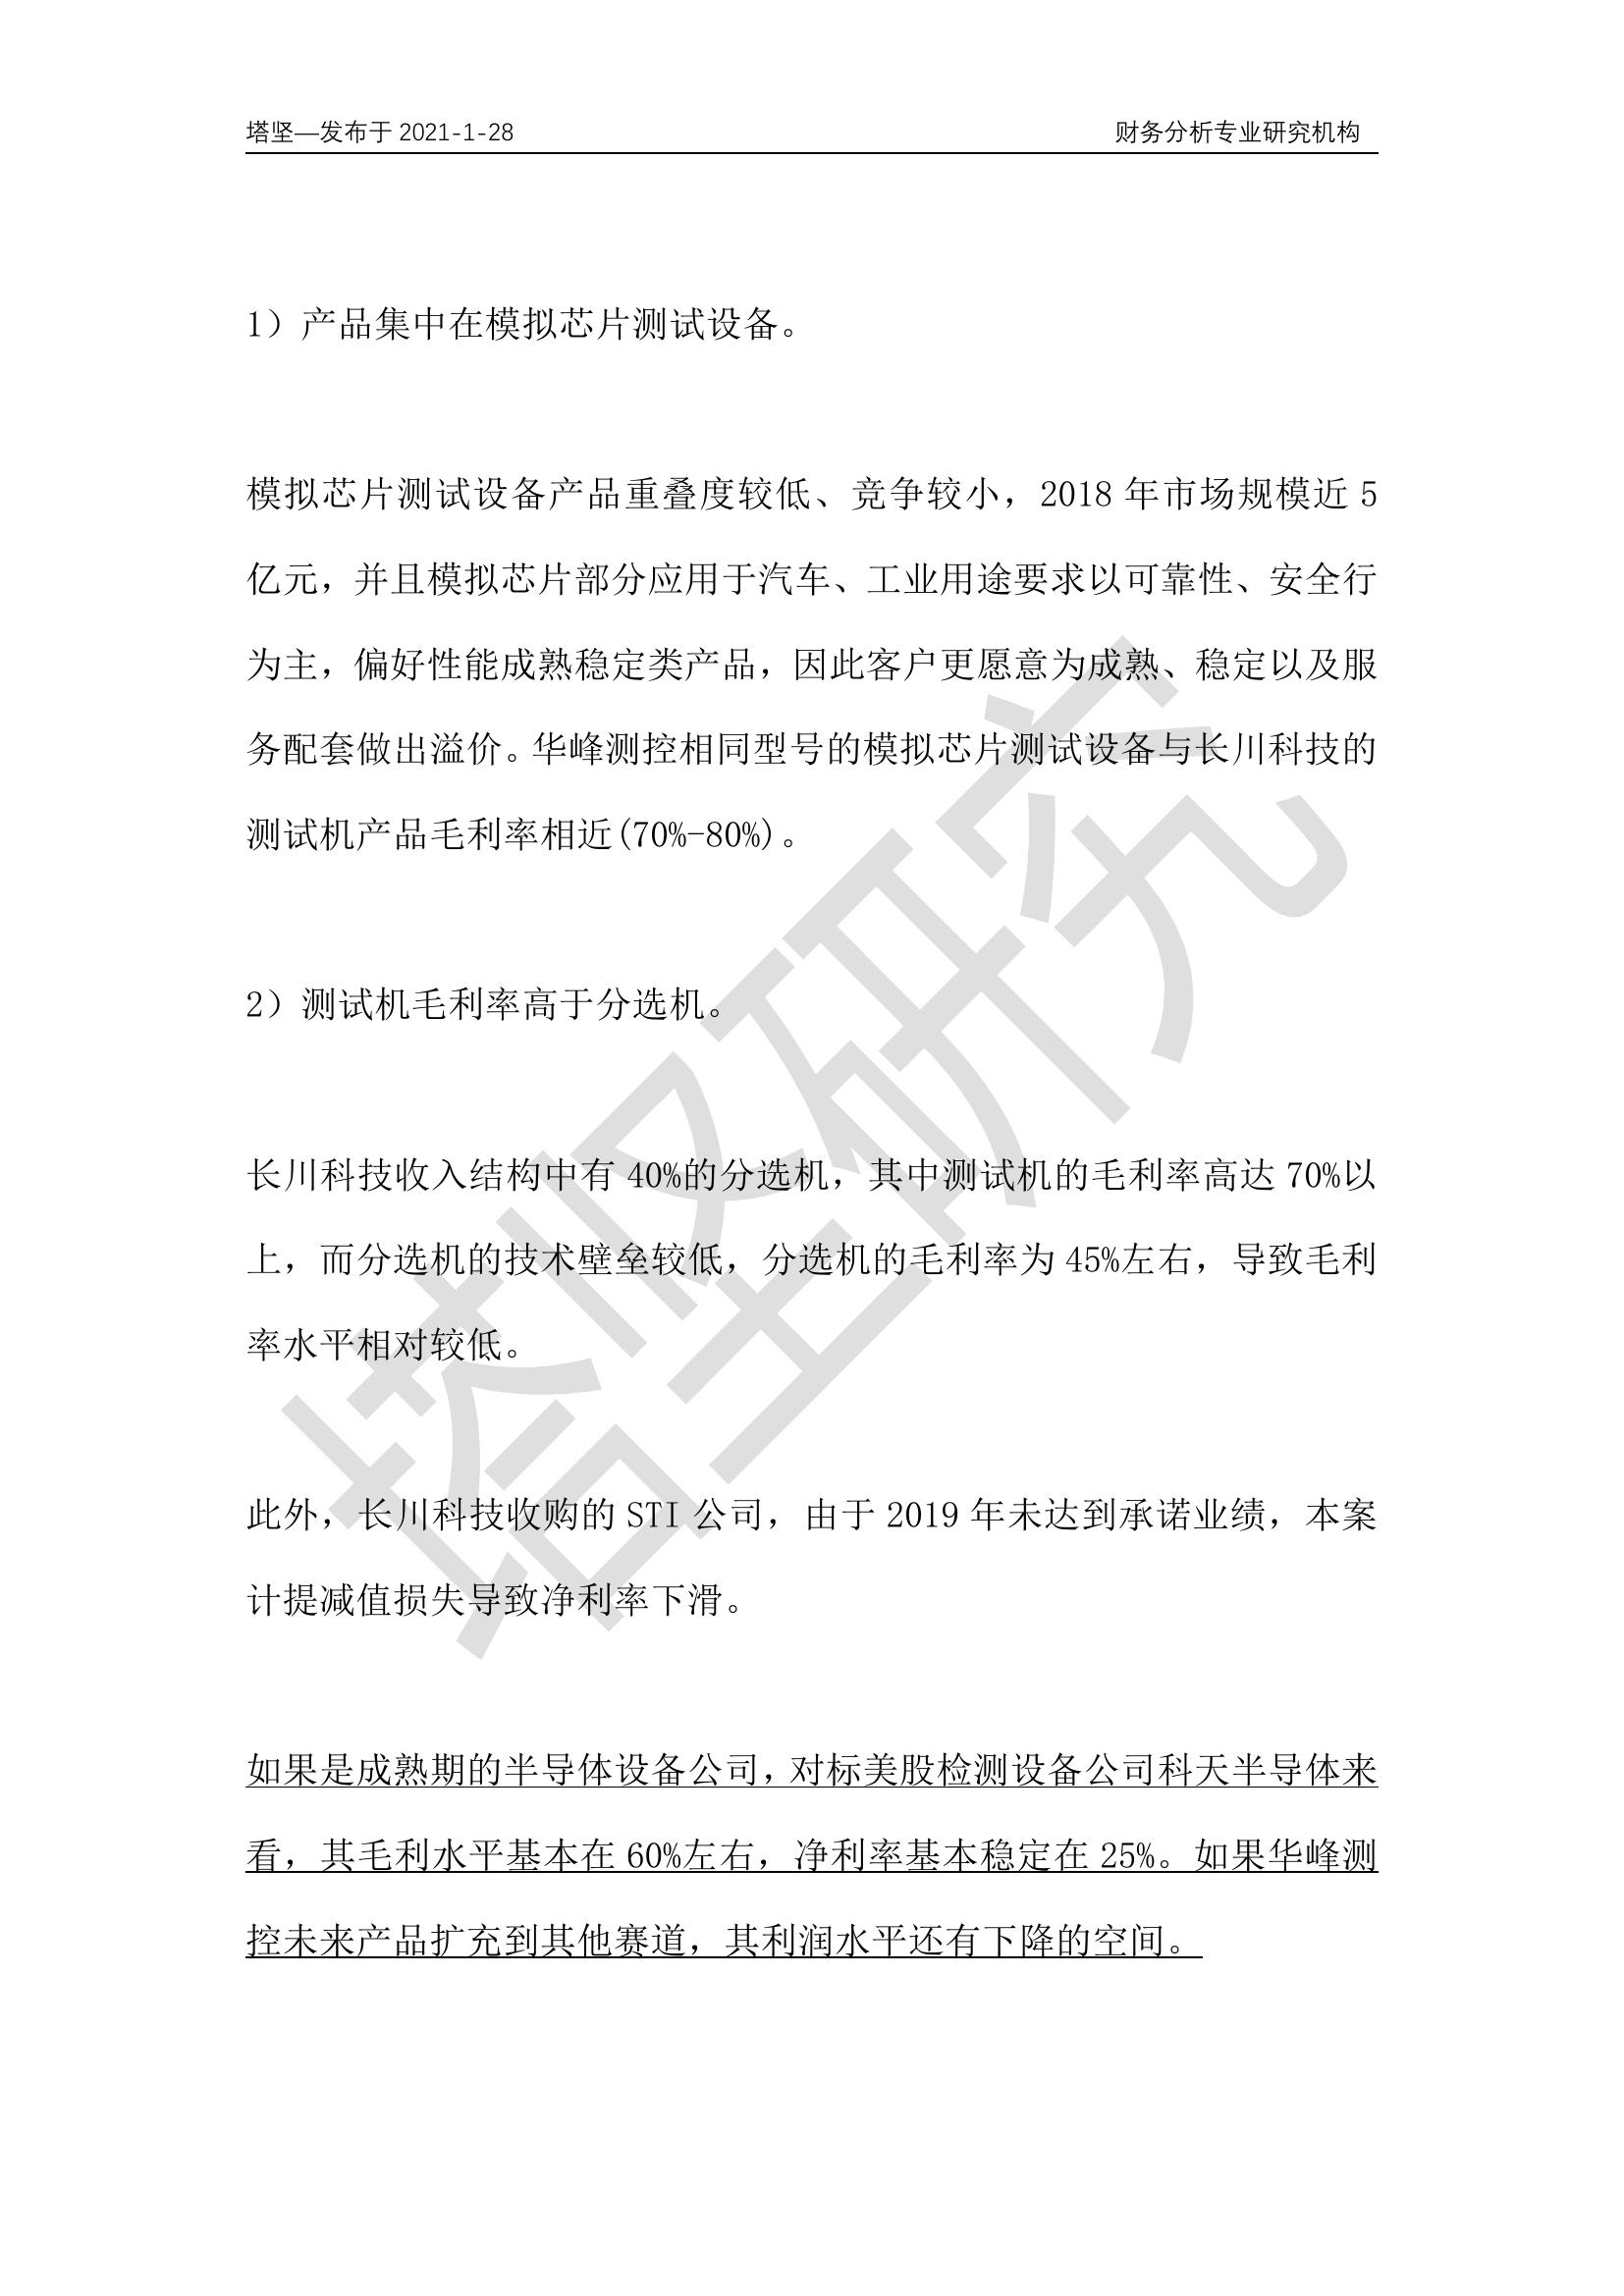 塔坚—发布于 2021-1-28 财务分析专业研究机构
1）产品集中在模拟芯片测试设备。
模拟芯片测试设备产品重叠度较低、竞争较小，2018 年市场规模近 5
亿元，并且模拟芯片部分应用于汽车、工业用途要求以可靠性、安全行
为主，偏好性能成熟稳定类产品，因此客户更愿意为成熟、稳定以及服
务配套做出溢价。华峰测控相同型号的模拟芯片测试设备与长川科技的
测试机产品毛利率相近(70%-80%)。
2）测试机毛利率高于分选机。
长川科技收入结构中有 40%的分选机，其中测试机的毛利率高达 70%以
上，而分选机的技术壁垒较低，分选机的毛利率为 45%左右，导致毛利
率水平相对较低。
此外，长川科技收购的 STI 公司，由于 2019 年未达到承诺业绩，本案
计提减值损失导致净利率下滑。
如果是成熟期的半导体设备公司，对标美股检测设备公司科天半导体来
看，其毛利水平基本在 60%左右，净利率基本稳定在 25%。如果华峰测
控未来产品扩充到其他赛道，其利润水平还有下降的空间。
塔坚研究